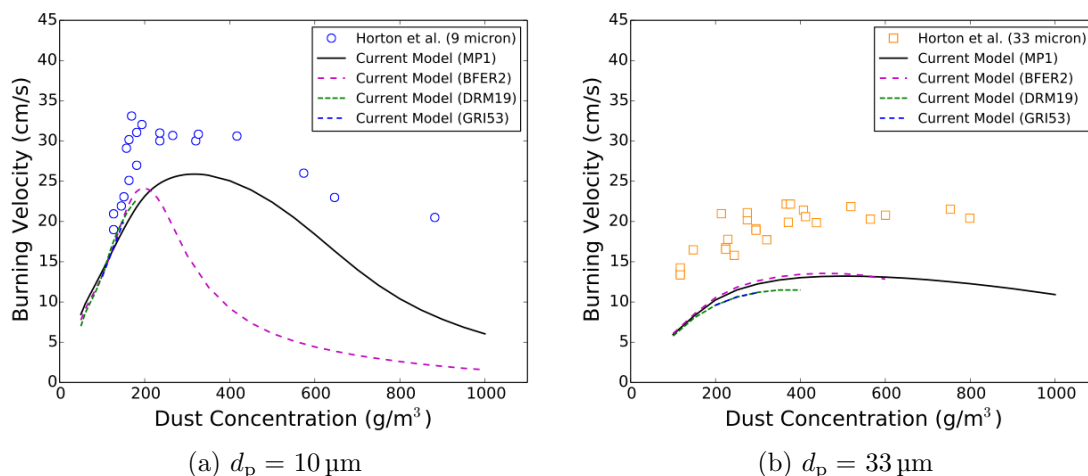 45
40
35
30
25
20
15
10
5
0
Burning Velocity (cm/s)
Horton et al. (9 micron)
Current Model (MP1)
Current Model (BFER2)
Current Model (DRM19)
Current Model (GRI53)
0 200 400 600 800 1000
Dust Concentration (g/m³)
(a) dₚ = 10 µm
45
40
35
30
25
20
15
10
5
0
Burning Velocity (cm/s)
Horton et al. (33 micron)
Current Model (MP1)
Current Model (BFER2)
Current Model (DRM19)
Current Model (GRI53)
0 200 400 600 800 1000
Dust Concentration (g/m³)
(b) dₚ = 33 µm